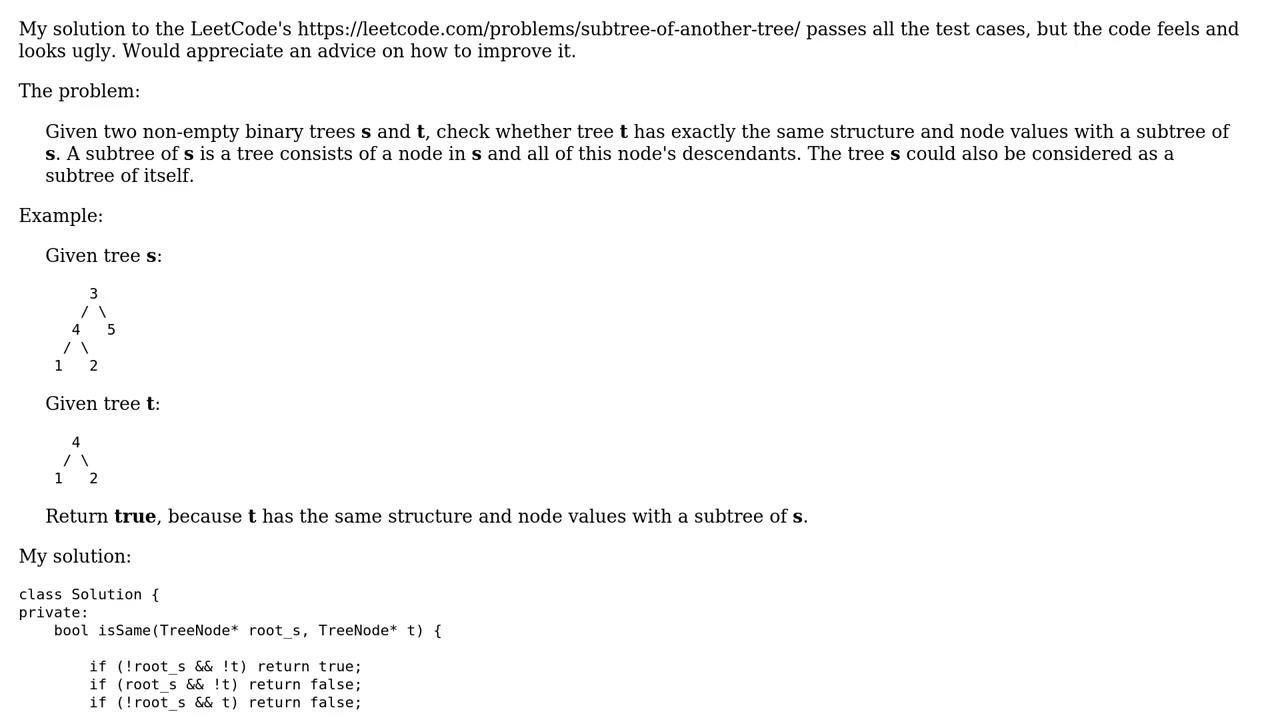 My solution to the LeetCode's https://leetcode.com/problems/subtree-of-another-tree/ passes all the test cases, but the code feels and
looks ugly. Would appreciate an advice on how to improve it.
The problem:
Given two non-empty binary trees s and t, check whether tree t has exactly the same structure and node values with a subtree of
s. A subtree of s is a tree consists of a node in s and all of this node's descendants. The tree s could also be considered as a
subtree of itself.
Example:
Given tree s:
3
/ \
4   5
/ \
1   2
Given tree t:
4
/ \
1   2
Return true, because t has the same structure and node values with a subtree of s.
My solution:
class Solution {
private:
    bool isSame(TreeNode* root_s, TreeNode* t) {
        if (!root_s && !t) return true;
        if (root_s && !t) return false;
        if (!root_s && t) return false;